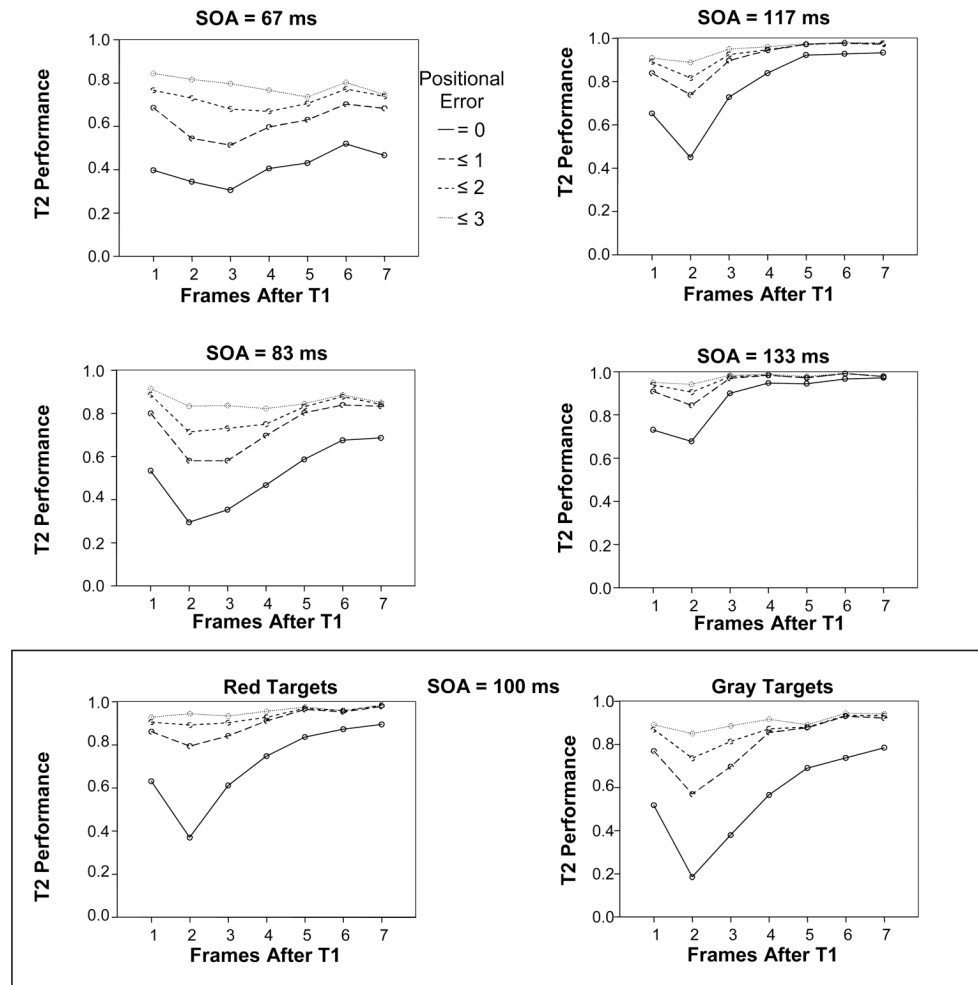 SOA = 67 ms
T2 Performance
1.0
0.8
0.6
0.4
0.2
0.0
1 2 3 4 5 6 7
Frames After T1
Positional
Error
= 0
≤ 1
≤ 2
≤ 3
SOA = 117 ms
T2 Performance
1.0
0.8
0.6
0.4
0.2
0.0
1 2 3 4 5 6 7
Frames After T1
SOA = 83 ms
T2 Performance
1.0
0.8
0.6
0.4
0.2
0.0
1 2 3 4 5 6 7
Frames After T1
SOA = 133 ms
T2 Performance
1.0
0.8
0.6
0.4
0.2
0.0
1 2 3 4 5 6 7
Frames After T1
SOA = 100 ms
Red Targets
T2 Performance
1.0
0.8
0.6
0.4
0.2
0.0
1 2 3 4 5 6 7
Frames After T1
Gray Targets
T2 Performance
1.0
0.8
0.6
0.4
0.2
0.0
1 2 3 4 5 6 7
Frames After T1